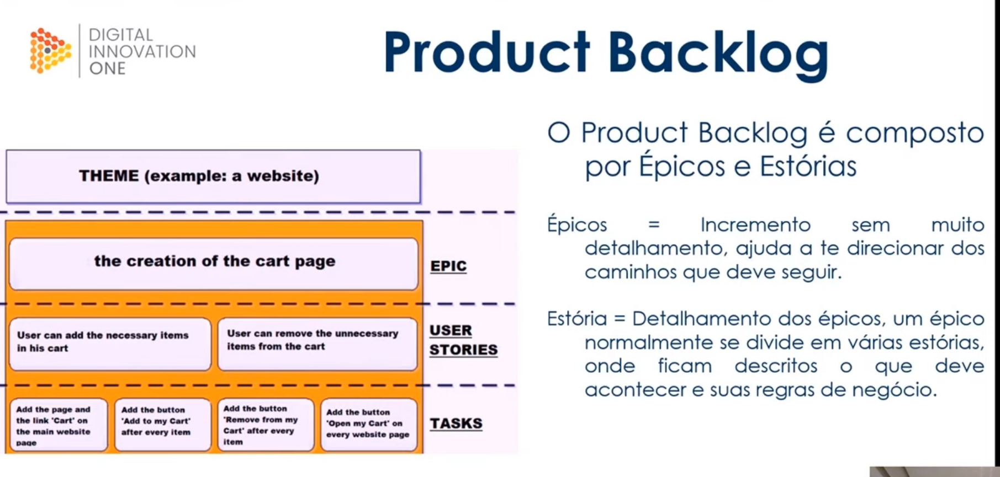 DIGITAL
INNOVATION
ONE
Product Backlog
THEME (example: a website)
the creation of the cart page
EPIC
User can add the necessary items
in his cart
User can remove the unnecessary
items from the cart
USER
STORIES
Add the page and
the link 'Cart' on
the main website
page
Add the button
'Add to my Cart'
after every item
Add the button
'Remove from my
Cart' after every
item
Add the button
'Open my Cart' on
every website page
TASKS
O Product Backlog é composto
por Épicos e Estórias
Épicos = Incremento sem muito
detalhamento, ajuda a te direcionar dos
caminhos que deve seguir.
Estória = Detalhamento dos épicos, um épico
normalmente se divide em várias estórias,
onde ficam descritos o que deve
acontecer e suas regras de negócio.